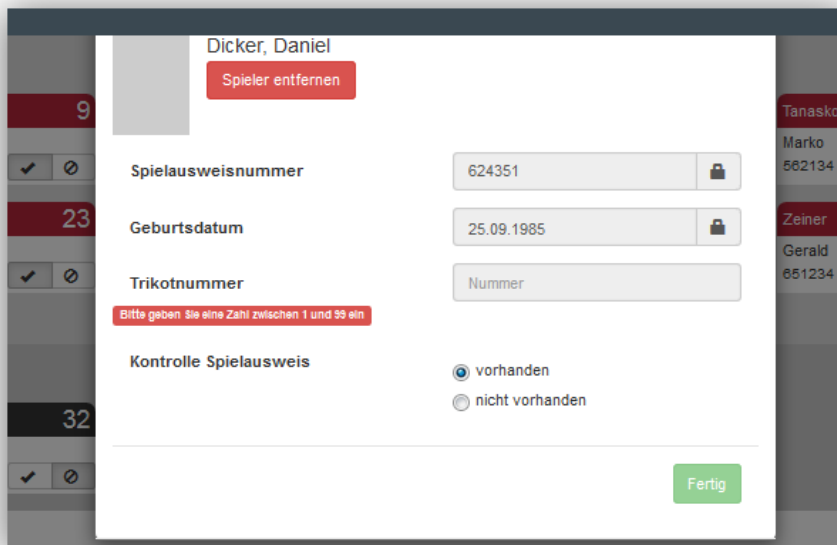 Dicker, Daniel
Spieler entfernen
9
Marko
562134
Spielausweisnummer
624351
23
Zeiner
Geburtsdatum
25.09.1985
Gerald
651234
Trikotnummer
Nummer
Bitte geben Sie eine Zahl zwischen 1 und 99 ein
Kontrolle Spielausweis
vorhanden
nicht vorhanden
32
Fertig